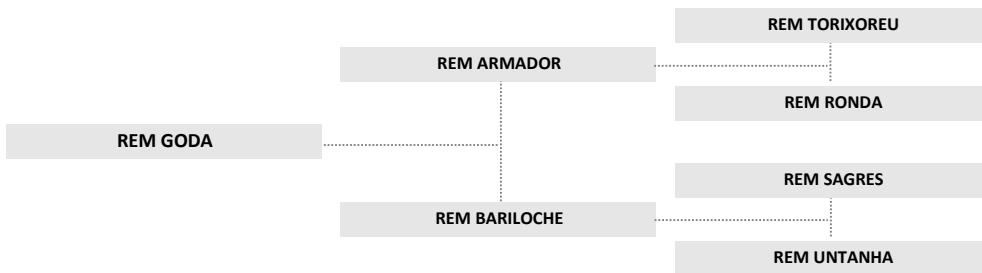 REM TORIXOREU
REM ARMADOR
REM RONDA
REM GODA
REM SAGRES
REM BARILOCHE
REM UNTANHA